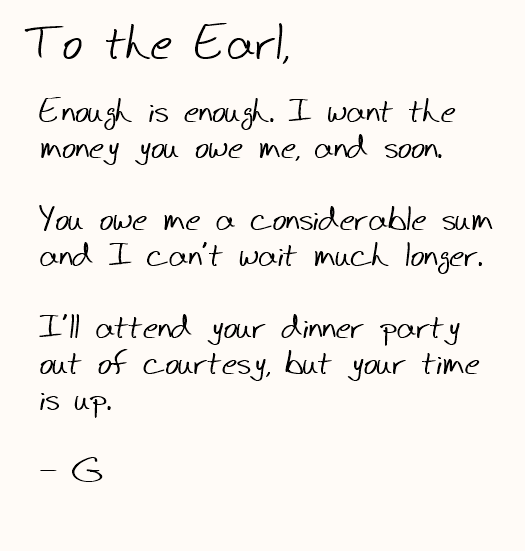 To the Earl,
Enough is enough. I want the
money you owe me, and soon.
You owe me a considerable sum
and I can't wait much longer.
I'll attend your dinner party
out of courtesy, but your time
is up.
- G